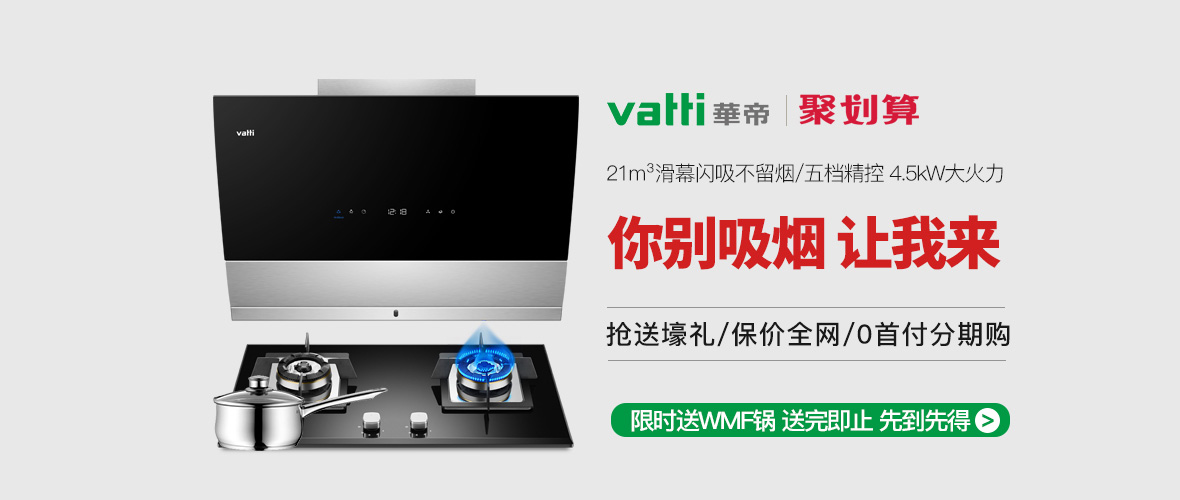 vatti
12:18
vatti 華帝 聚划算
21m³滑幕闪吸不留烟/五档精控 4.5kW大火力
你别吸烟 让我来
抢送壕礼/保价全网/0首付分期购
限时送WMF锅 送完即止 先到先得 >